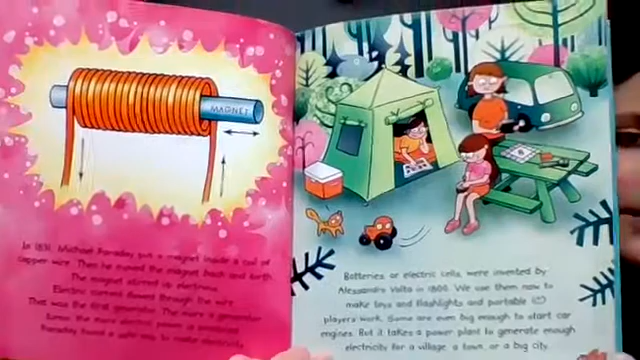 MAGNET
In 1831, Michael Faraday put a magnet inside a coil of
copper wire. Then he moved the magnet back and forth.
The magnet stirred up electrons.
Electric current flowed through the wire.
That was the first generator. The more a generator
turns, the more electric power is made.
Faraday found a safe way to make electricity.
Batteries, or electric cells, were invented by
Alessandro Volta in 1800. We use them now to
make toys and flashlights and portable CD
players work. Some are even big enough to start car
engines. But it takes a power plant to generate enough
electricity for a village, a town, or a big city.